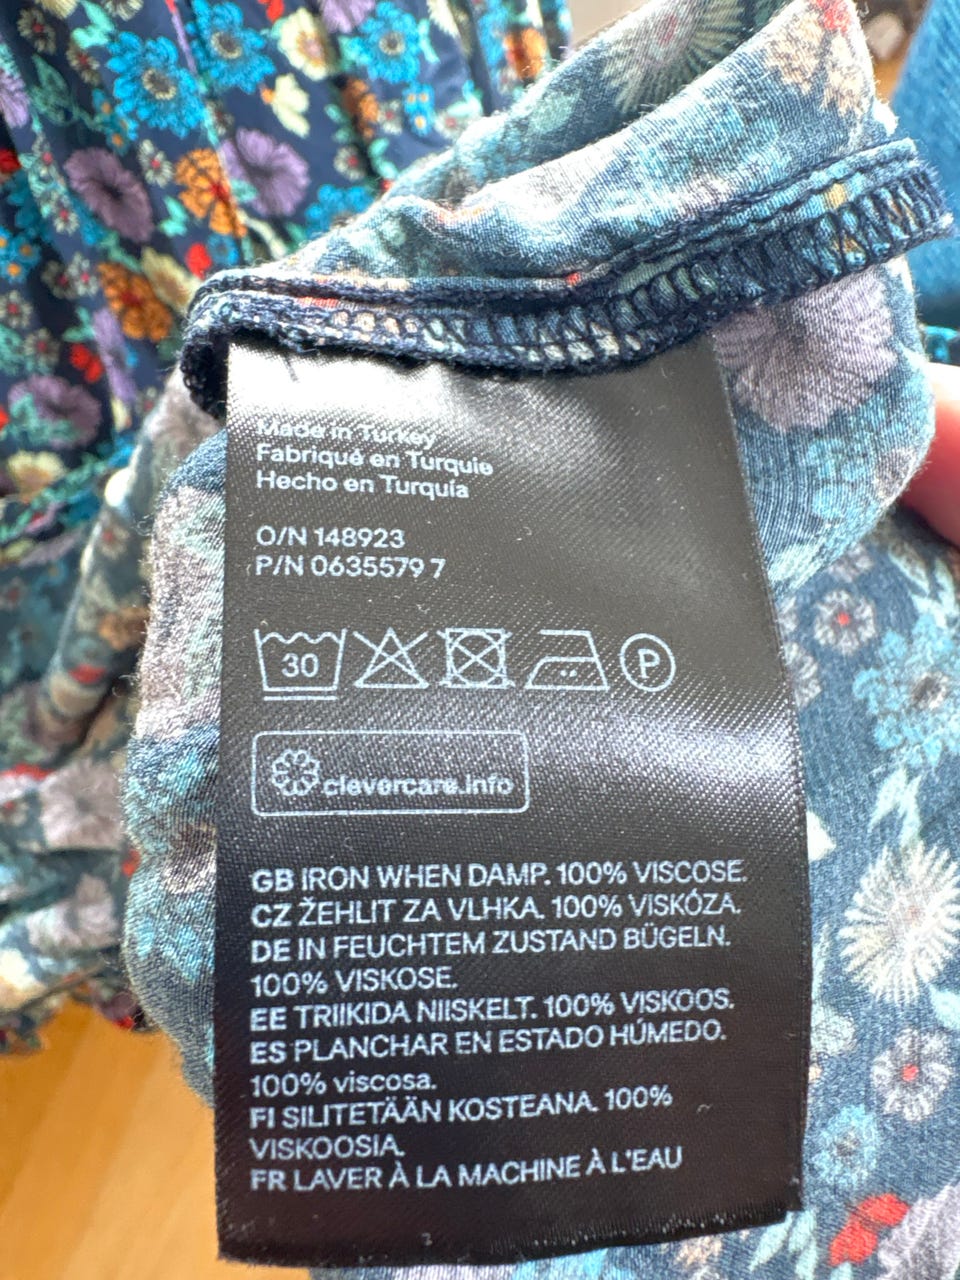 Made in Turkey
Fabriqué en Turquie
Hecho en Turquía
O/N 148923
P/N 0635579 7
30
P
clevercare.info
GB IRON WHEN DAMP. 100% VISCOSE.
CZ ŽEHLIT ZA VLHKA. 100% VISKÓZA.
DE IN FEUCHTEM ZUSTAND BÜGELN.
100% VISKOSE.
EE TRIIKIDA NIISKELT. 100% VISKOOS.
ES PLANCHAR EN ESTADO HÚMEDO.
100% viscosa.
FI SILITETÄÄN KOSTEANA. 100%
VISKOOSIA.
FR LAVER À LA MACHINE À L'EAU